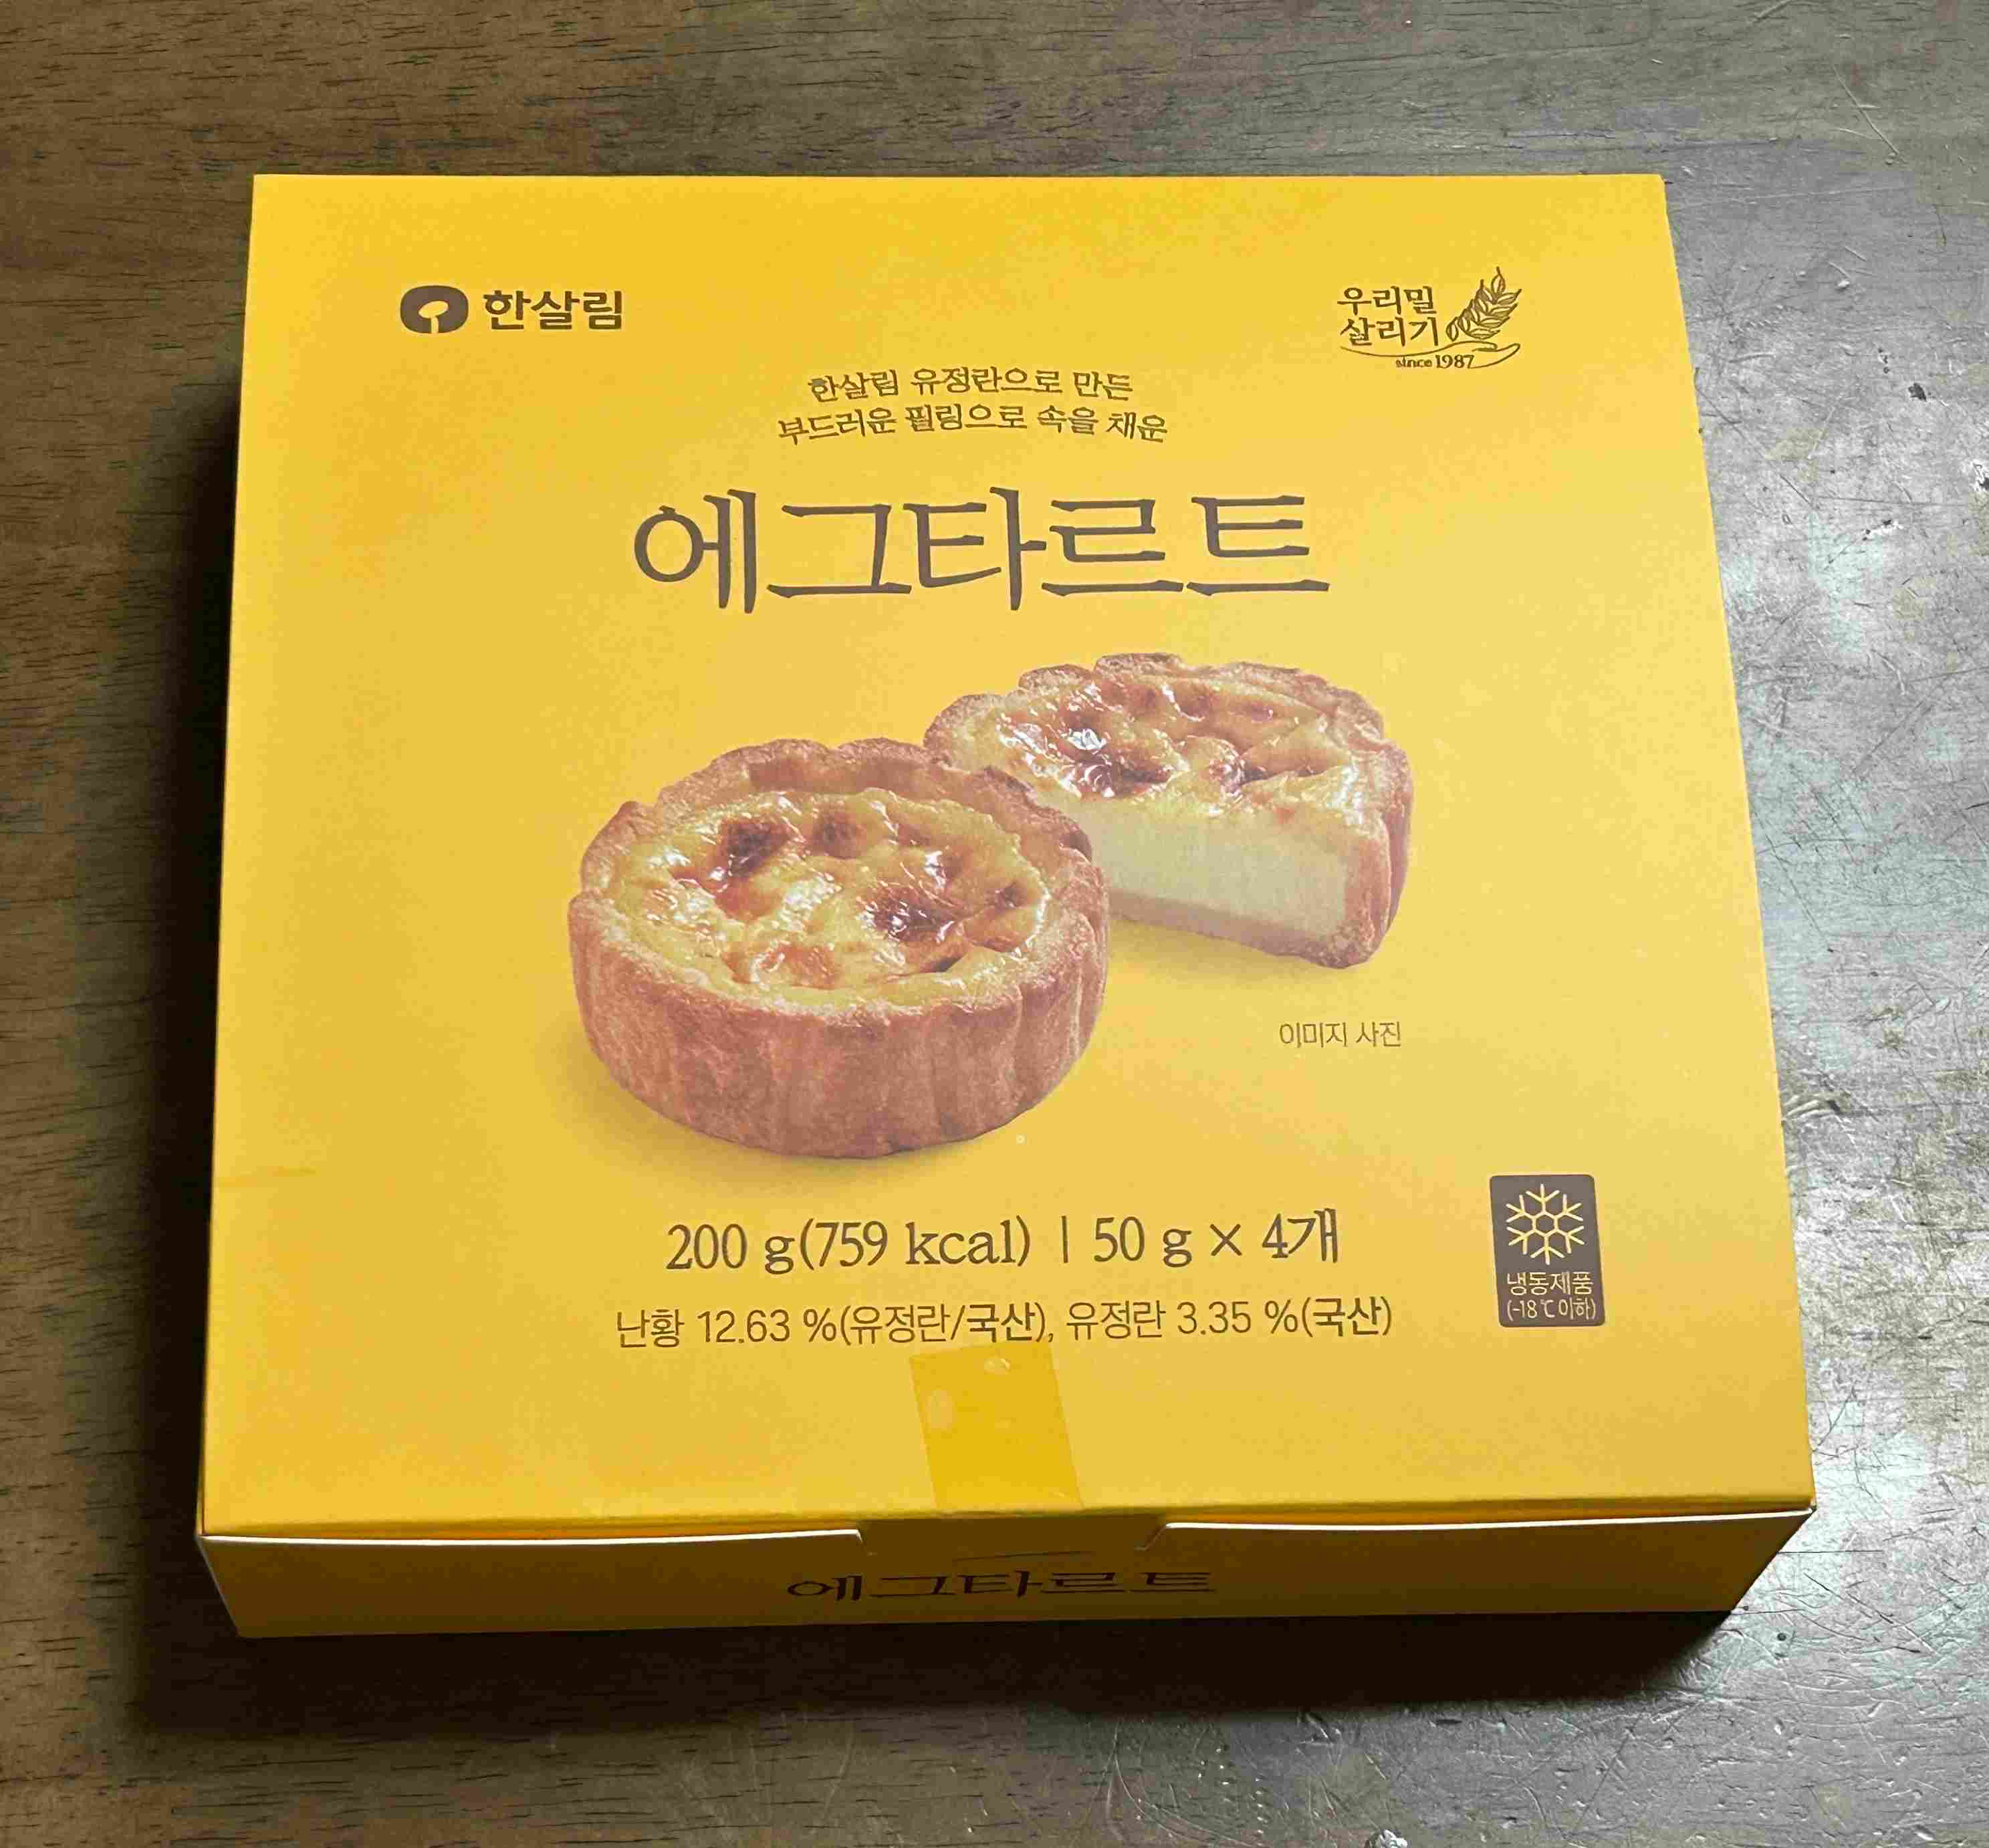 한살림
우리밀
살리기
since 1987
한살림 유정란으로 만든
부드러운 필링으로 속을 채운
에그타르트
이미지 사진
200 g(759 kcal) | 50 g × 4개
난황 12.63 %(유정란/국산), 유정란 3.35 %(국산)
냉동제품
(-18℃ 이하)
에그타르트